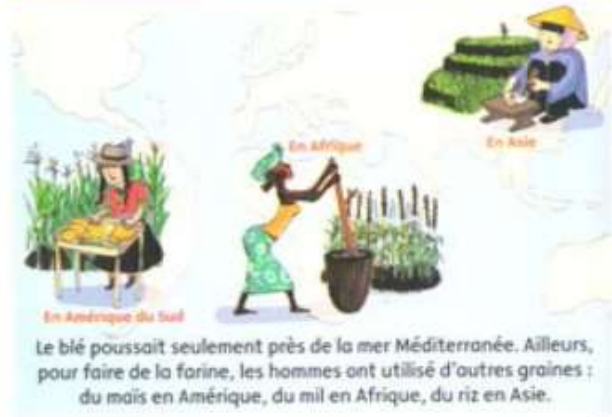 En Asie
En Afrique
En Amérique du Sud
Le blé poussait seulement près de la mer Méditerranée. Ailleurs,
pour faire de la farine, les hommes ont utilisé d'autres graines :
du maïs en Amérique, du mil en Afrique, du riz en Asie.